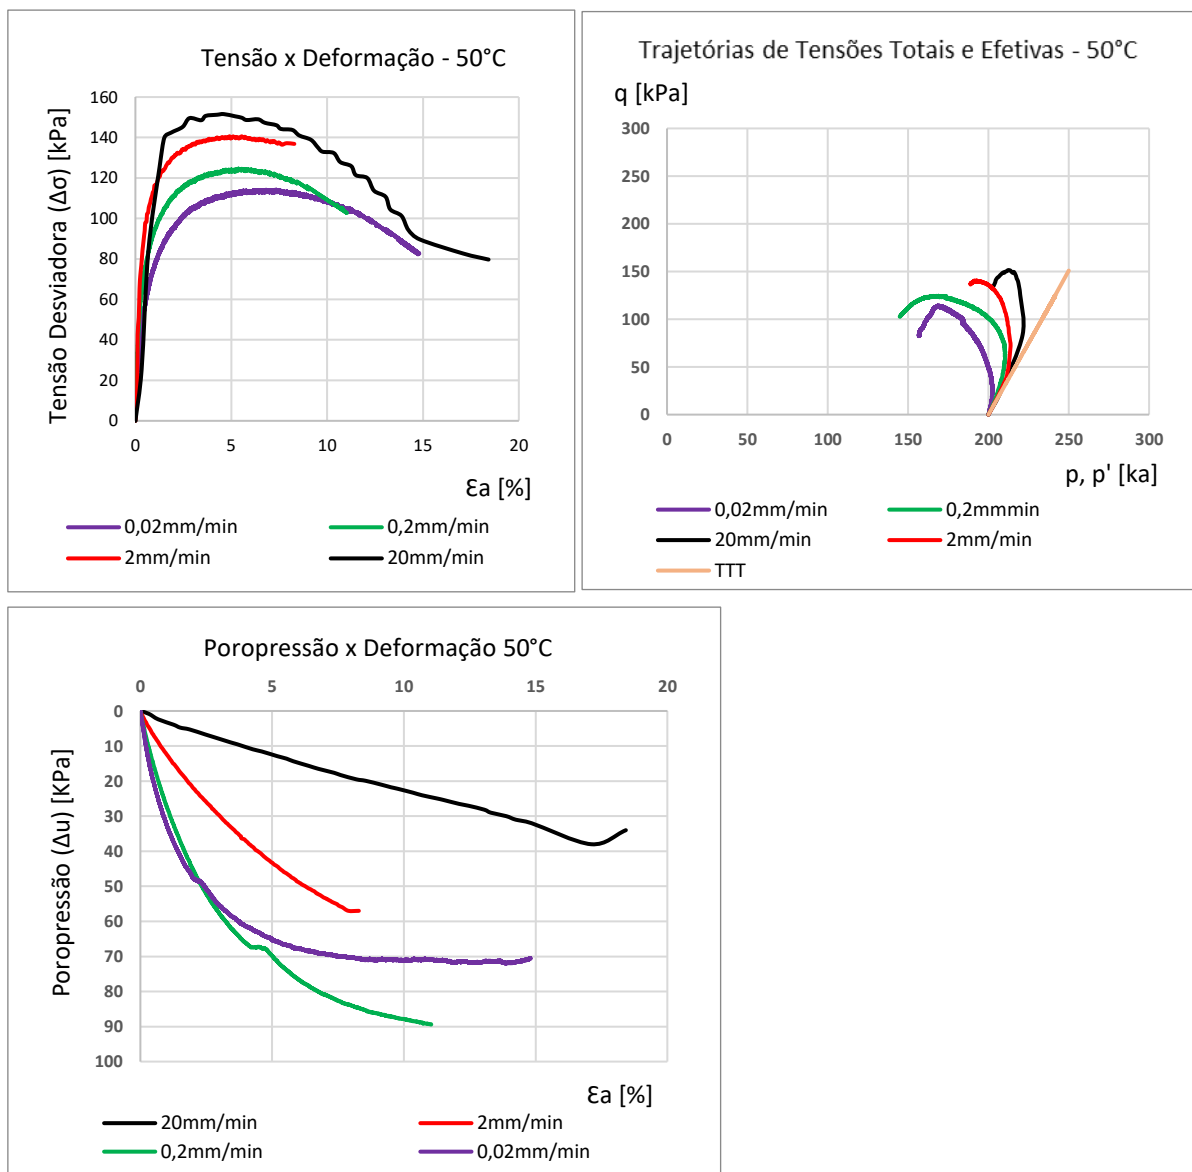 Tensão x Deformação - 50°C
Tensão Desviadora (Δσ) [kPa]
160
140
120
100
80
60
40
20
0
0 5 10 15 20
Ɛa [%]
0,02mm/min 0,2mm/min
2mm/min 20mm/min
Trajetórias de Tensões Totais e Efetivas - 50°C
q [kPa]
300
250
200
150
100
50
0
0 50 100 150 200 250 300
p, p' [ka]
0,02mm/min 0,2mmmin
20mm/min 2mm/min
TTT
Poropressão x Deformação 50°C
0 5 10 15 20
Poropressão (Δu) [KPa]
0
10
20
30
40
50
60
70
80
90
100
Ɛa [%]
20mm/min 2mm/min
0,2mm/min 0,02mm/min